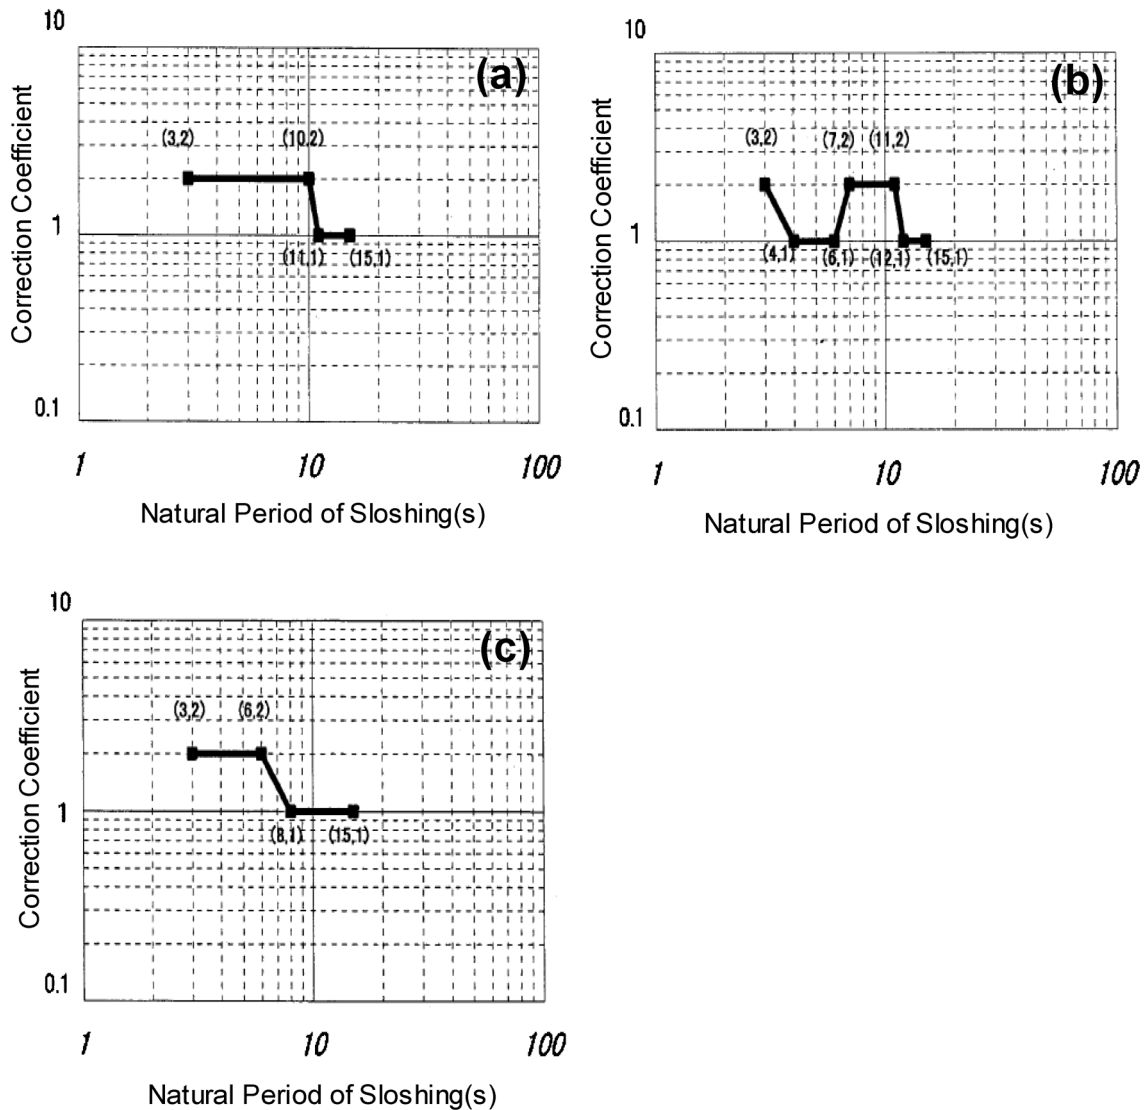 10
(a)
(3,2) (10,2)
1
(11,1) (15,1)
0.1
1 10 100
Correction Coefficient
Natural Period of Sloshing(s)
10
(b)
(3,2) (7,2) (11,2)
1
(4,1) (6,1) (12,1) (15,1)
0.1
1 10 100
Correction Coefficient
Natural Period of Sloshing(s)
10
(c)
(3,2) (6,2)
1
(8,1) (15,1)
0.1
1 10 100
Correction Coefficient
Natural Period of Sloshing(s)